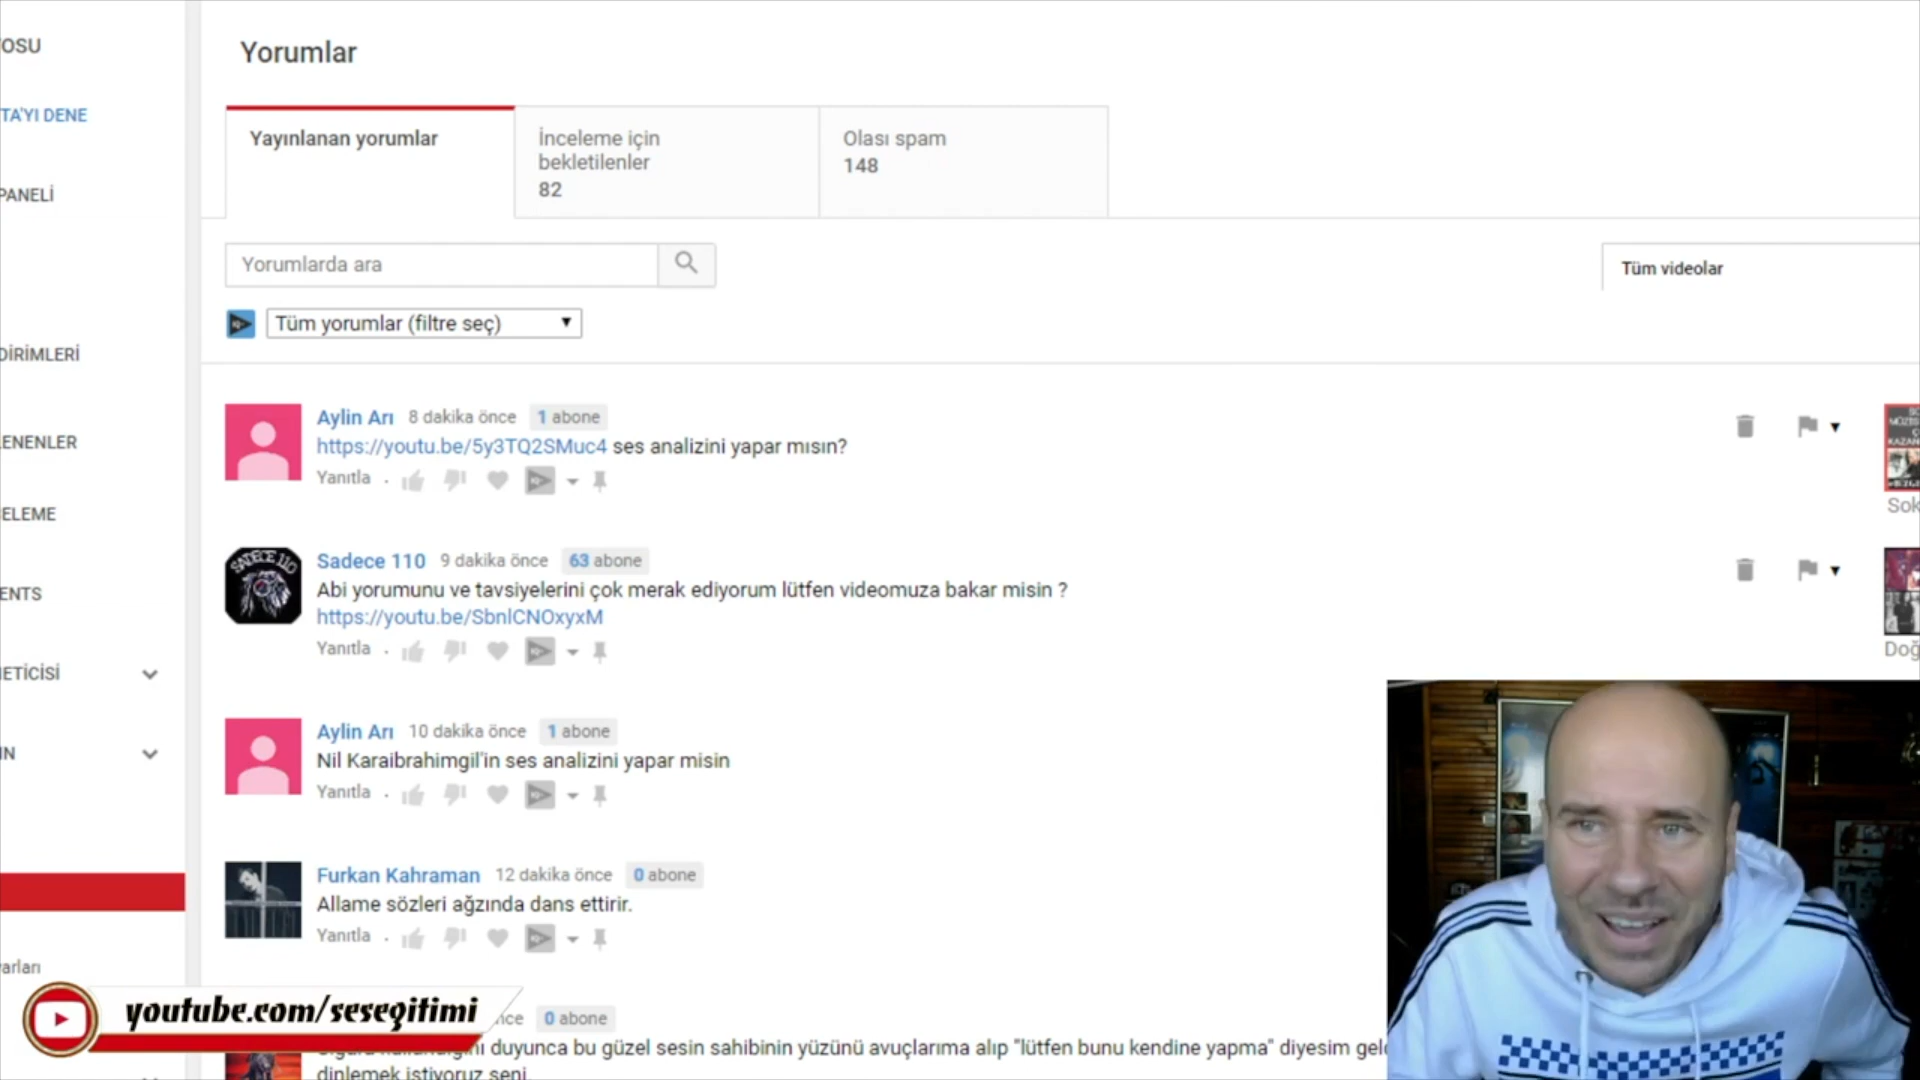 OSU
TA'YI DENE
PANELİ
DİRİMLERİ
LENENLER
ELEME
ENTS
ETİCİSİ
IN
arları
Yorumlar
Yayınlanan yorumlar
İnceleme için
bekletilenler
82
Olası spam
148
Yorumlarda ara
Tüm videolar
Tüm yorumlar (filtre seç)
Aylin Arı 8 dakika önce 1 abone
https://youtu.be/5y3TQ2SMuc4 ses analizini yapar mısın?
Yanıtla
Sok
Sadece 110 9 dakika önce 63 abone
Abi yorumunu ve tavsiyelerini çok merak ediyorum lütfen videomuza bakar misin ?
https://youtu.be/SbnlCNOxyxM
Yanıtla
Doğ
SADECE 110
Aylin Arı 10 dakika önce 1 abone
Nil Karaibrahimgil'in ses analizini yapar misin
Yanıtla
Furkan Kahraman 12 dakika önce 0 abone
Allame sözleri ağzında dans ettirir.
Yanıtla
youtube.com/sesegitimi
nce 0 abone
duyunca bu güzel sesin sahibinin yüzünü avuçlarıma alıp "lütfen bunu kendine yapma" diyesim gel
dinlemek istiyoruz seni.